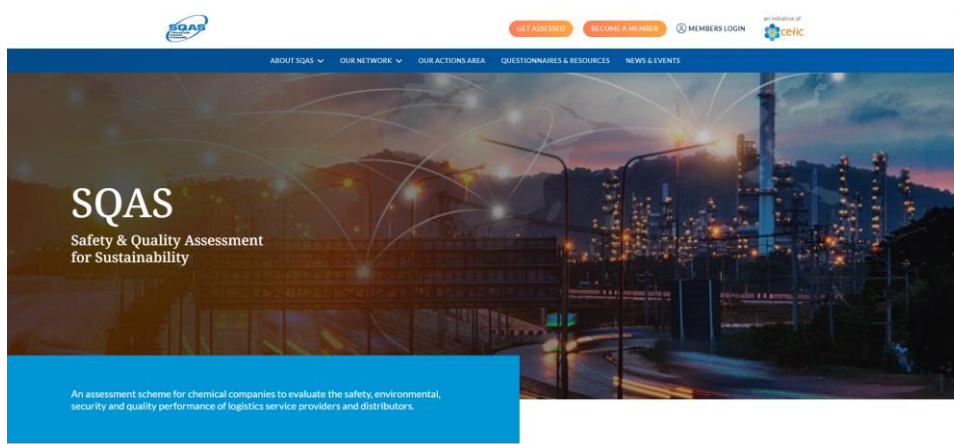 SQAS
GET ASSESSED
BECOME A MEMBER
MEMBERS LOGIN
an initiative of
cefic
ABOUT SQAS
OUR NETWORK
OUR ACTIONS AREA
QUESTIONNAIRES & RESOURCES
NEWS & EVENTS
SQAS
Safety & Quality Assessment
for Sustainability
An assessment scheme for chemical companies to evaluate the safety, environmental,
security and quality performance of logistics service providers and distributors.